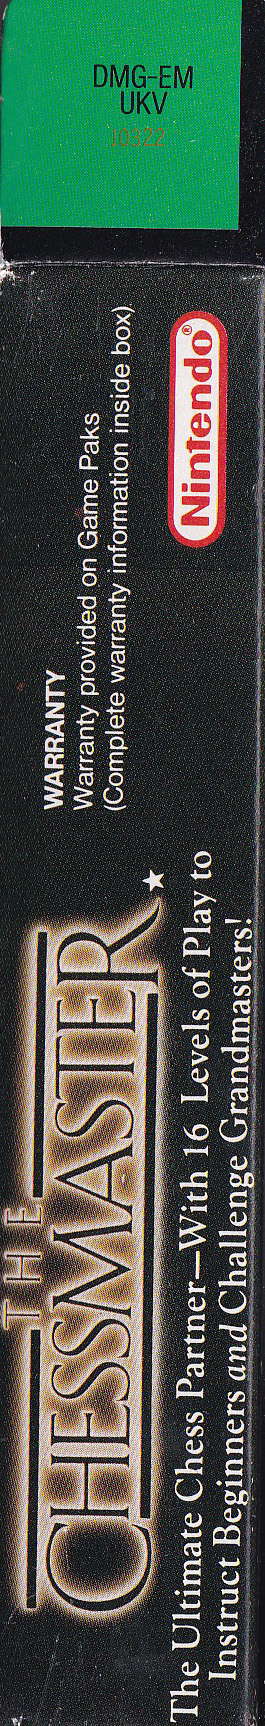 DMG-EM
UKV
10322
WARRANTY
Warranty provided on Game Paks
(Complete warranty information inside box)
Nintendo®
THE
CHESSMASTER
The Ultimate Chess Partner—With 16 Levels of Play to
Instruct Beginners and Challenge Grandmasters!